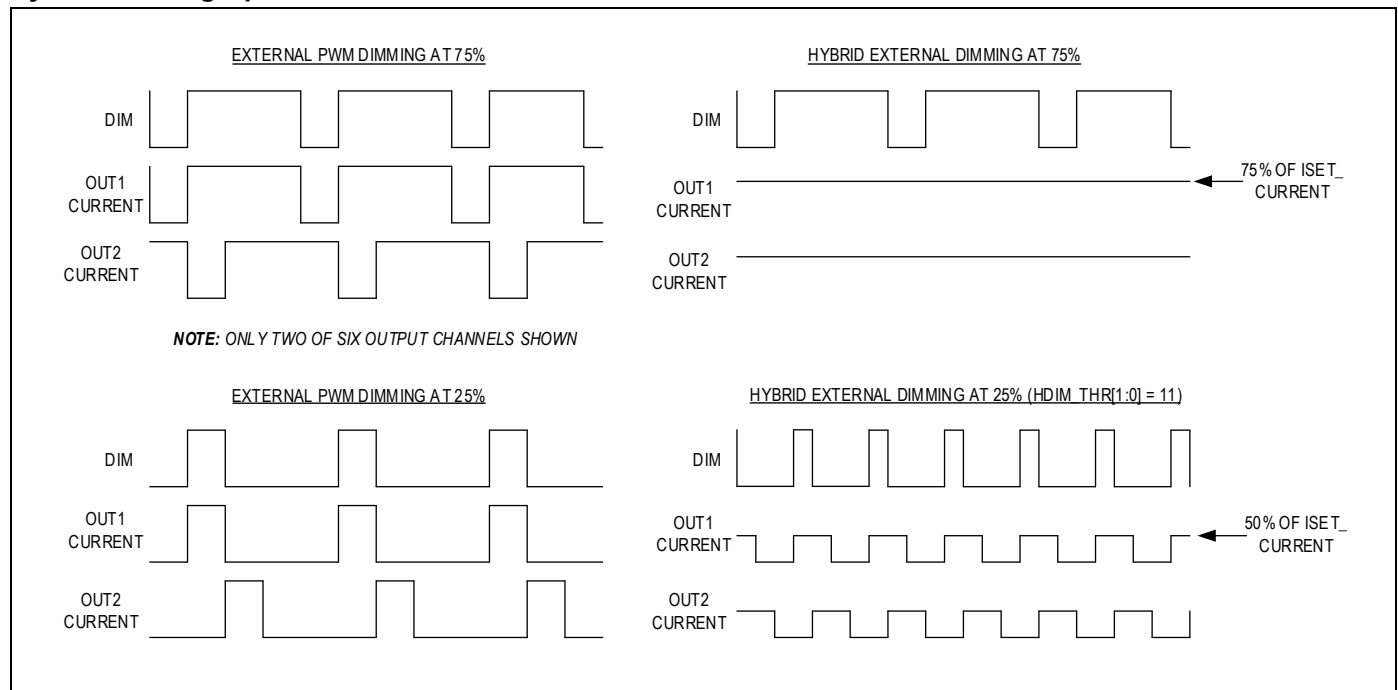 EXTERNAL PWM DIMMING AT 75%
DIM
OUT1
CURRENT
OUT2
CURRENT
HYBRID EXTERNAL DIMMING AT 75%
DIM
OUT1
CURRENT
75% OF ISET_
CURRENT
OUT2
CURRENT
NOTE: ONLY TWO OF SIX OUTPUT CHANNELS SHOWN
EXTERNAL PWM DIMMING AT 25%
DIM
OUT1
CURRENT
OUT2
CURRENT
HYBRID EXTERNAL DIMMING AT 25% (HDIM_THR[1:0] = 11)
DIM
OUT1
CURRENT
50% OF ISET_
CURRENT
OUT2
CURRENT